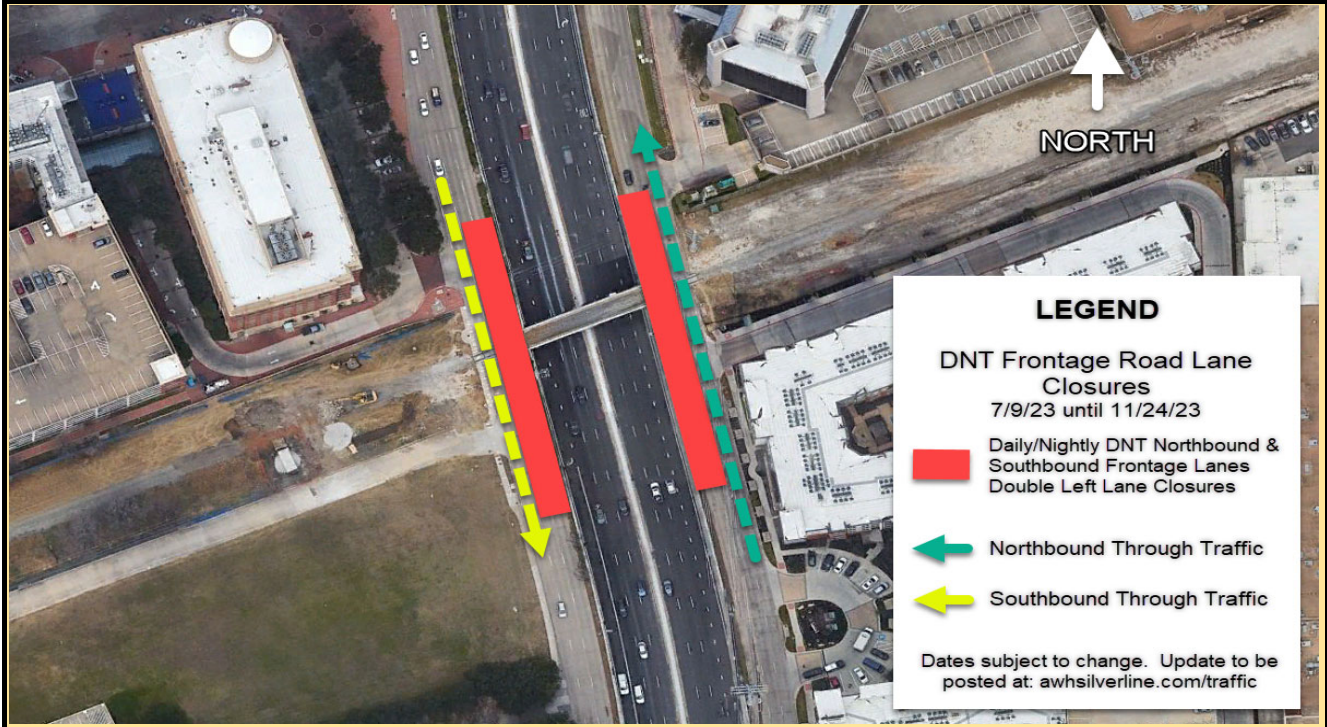 NORTH
LEGEND
DNT Frontage Road Lane
Closures
7/9/23 until 11/24/23
Daily/Nightly DNT Northbound &
Southbound Frontage Lanes
Double Left Lane Closures
Northbound Through Traffic
Southbound Through Traffic
Dates subject to change.  Update to be
posted at: awhsilverline.com/traffic